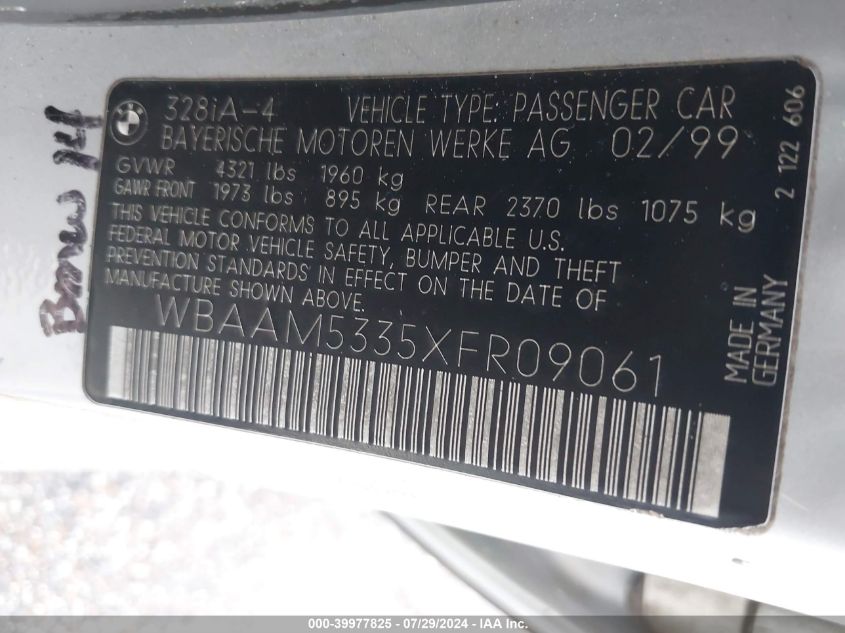 328iA-4 VEHICLE TYPE: PASSENGER CAR
BAYERISCHE MOTOREN WERKE AG 02/99
GVWR 4321 lbs 1960 kg
GAWR FRONT 1973 lbs 895 kg REAR 2370 lbs 1075 kg
THIS VEHICLE CONFORMS TO ALL APPLICABLE U.S.
FEDERAL MOTOR VEHICLE SAFETY, BUMPER AND THEFT
PREVENTION STANDARDS IN EFFECT ON THE DATE OF
MANUFACTURE SHOWN ABOVE.
WBAAM5335XFR09061
MADE IN
GERMANY
2 122 606
Bmw 14
000-39977825 - 07/29/2024 - IAA Inc.